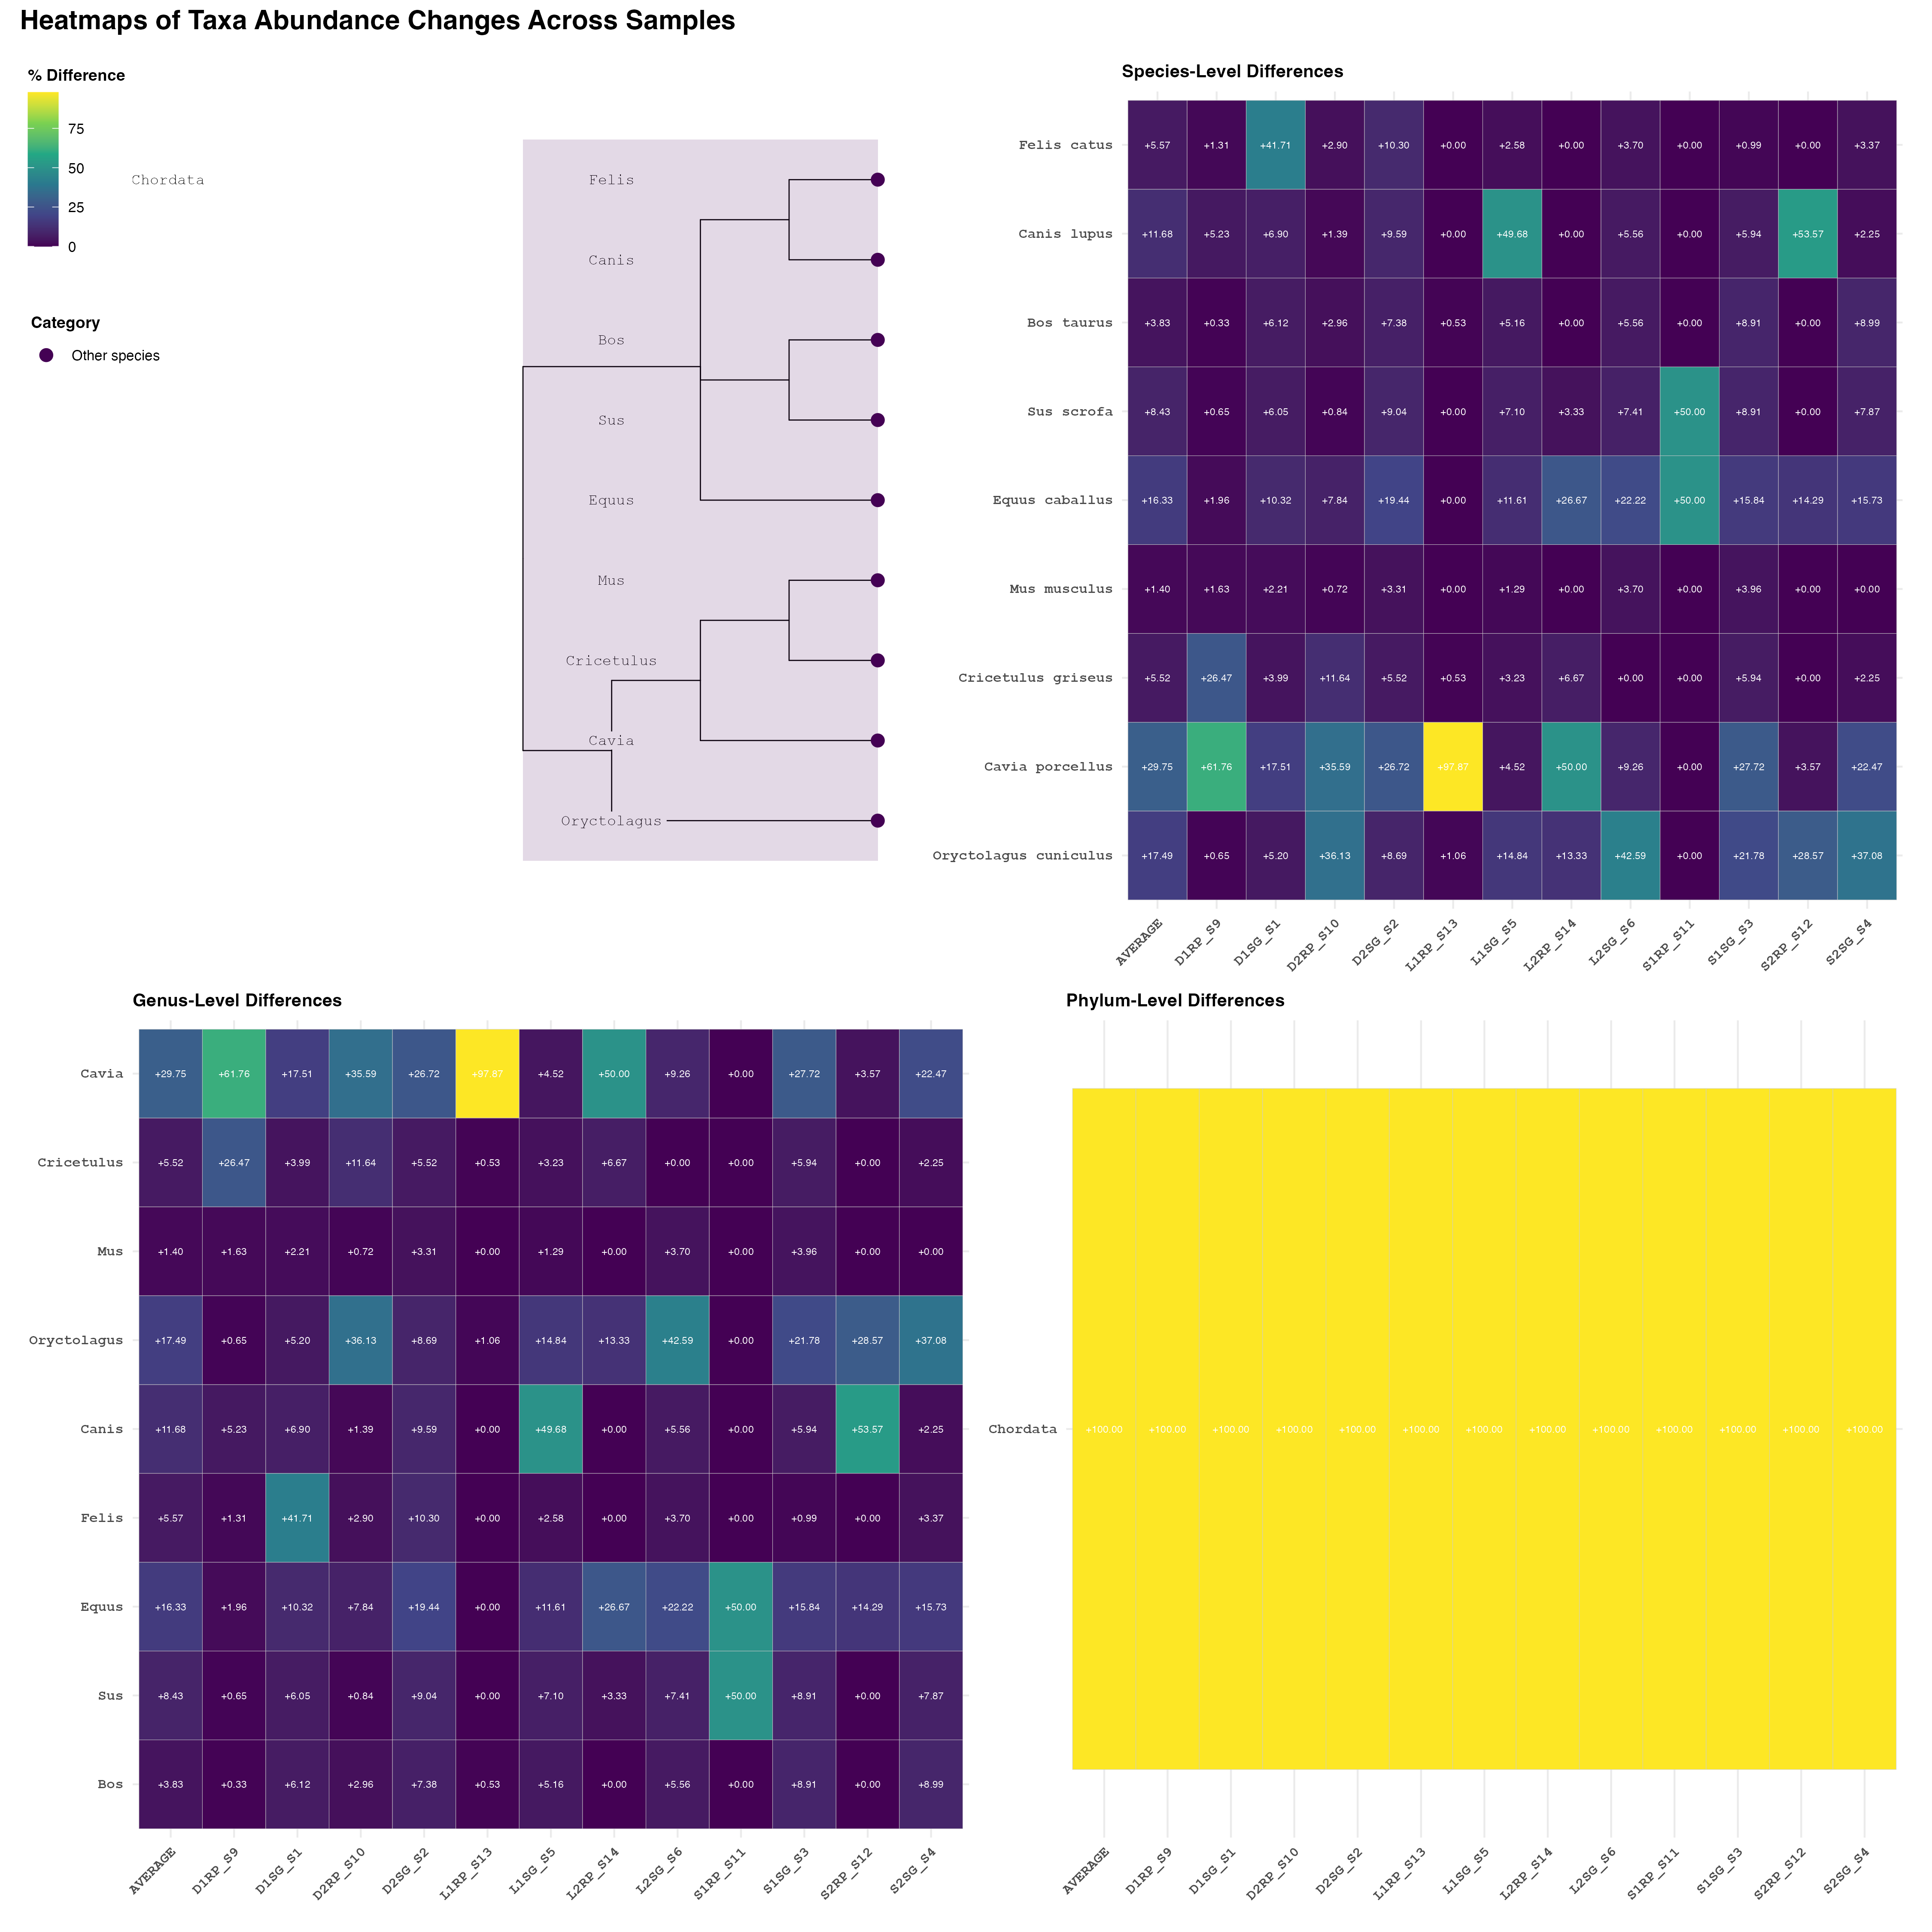 Heatmaps of Taxa Abundance Changes Across Samples
% Difference
75
50
25
0
Category
Other species
Chordata
Felis
Canis
Bos
Sus
Equus
Mus
Cricetulus
Cavia
Oryctolagus
Species-Level Differences
Felis catus +5.57 +1.31 +41.71 +2.90 +10.30 +0.00 +2.58 +0.00 +3.70 +0.00 +0.99 +0.00 +3.37
Canis lupus +11.68 +5.23 +6.90 +1.39 +9.59 +0.00 +49.68 +0.00 +5.56 +0.00 +5.94 +53.57 +2.25
Bos taurus +3.83 +0.33 +6.12 +2.96 +7.38 +0.53 +5.16 +0.00 +5.56 +0.00 +8.91 +0.00 +8.99
Sus scrofa +8.43 +0.65 +6.05 +0.84 +9.04 +0.00 +7.10 +3.33 +7.41 +50.00 +8.91 +0.00 +7.87
Equus caballus +16.33 +1.96 +10.32 +7.84 +19.44 +0.00 +11.61 +26.67 +22.22 +50.00 +15.84 +14.29 +15.73
Mus musculus +1.40 +1.63 +2.21 +0.72 +3.31 +0.00 +1.29 +0.00 +3.70 +0.00 +3.96 +0.00 +0.00
Cricetulus griseus +5.52 +26.47 +3.99 +11.64 +5.52 +0.53 +3.23 +6.67 +0.00 +0.00 +5.94 +0.00 +2.25
Cavia porcellus +29.75 +61.76 +17.51 +35.59 +26.72 +97.87 +4.52 +50.00 +9.26 +0.00 +27.72 +3.57 +22.47
Oryctolagus cuniculus +17.49 +0.65 +5.20 +36.13 +8.69 +1.06 +14.84 +13.33 +42.59 +0.00 +21.78 +28.57 +37.08
AVERAGE D1RP_S9 D1SG_S1 D2RP_S10 D2SG_S2 L1RP_S13 L1SG_S5 L2RP_S14 L2SG_S6 S1RP_S11 S1SG_S3 S2RP_S12 S2SG_S4
Genus-Level Differences
Cavia +29.75 +61.76 +17.51 +35.59 +26.72 +97.87 +4.52 +50.00 +9.26 +0.00 +27.72 +3.57 +22.47
Cricetulus +5.52 +26.47 +3.99 +11.64 +5.52 +0.53 +3.23 +6.67 +0.00 +0.00 +5.94 +0.00 +2.25
Mus +1.40 +1.63 +2.21 +0.72 +3.31 +0.00 +1.29 +0.00 +3.70 +0.00 +3.96 +0.00 +0.00
Oryctolagus +17.49 +0.65 +5.20 +36.13 +8.69 +1.06 +14.84 +13.33 +42.59 +0.00 +21.78 +28.57 +37.08
Canis +11.68 +5.23 +6.90 +1.39 +9.59 +0.00 +49.68 +0.00 +5.56 +0.00 +5.94 +53.57 +2.25
Felis +5.57 +1.31 +41.71 +2.90 +10.30 +0.00 +2.58 +0.00 +3.70 +0.00 +0.99 +0.00 +3.37
Equus +16.33 +1.96 +10.32 +7.84 +19.44 +0.00 +11.61 +26.67 +22.22 +50.00 +15.84 +14.29 +15.73
Sus +8.43 +0.65 +6.05 +0.84 +9.04 +0.00 +7.10 +3.33 +7.41 +50.00 +8.91 +0.00 +7.87
Bos +3.83 +0.33 +6.12 +2.96 +7.38 +0.53 +5.16 +0.00 +5.56 +0.00 +8.91 +0.00 +8.99
AVERAGE D1RP_S9 D1SG_S1 D2RP_S10 D2SG_S2 L1RP_S13 L1SG_S5 L2RP_S14 L2SG_S6 S1RP_S11 S1SG_S3 S2RP_S12 S2SG_S4
Phylum-Level Differences
Chordata +100.00 +100.00 +100.00 +100.00 +100.00 +100.00 +100.00 +100.00 +100.00 +100.00 +100.00 +100.00 +100.00
AVERAGE D1RP_S9 D1SG_S1 D2RP_S10 D2SG_S2 L1RP_S13 L1SG_S5 L2RP_S14 L2SG_S6 S1RP_S11 S1SG_S3 S2RP_S12 S2SG_S4